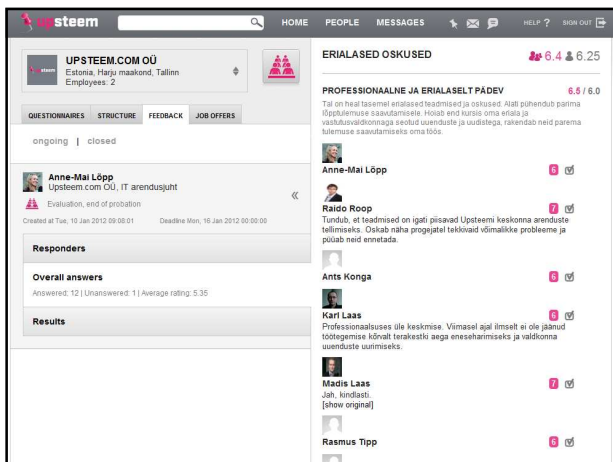 upsteem
HOME PEOPLE MESSAGES HELP ? SIGN OUT
UPSTEEM.COM OÜ
Estonia, Harju maakond, Tallinn
Employees: 2
QUESTIONNAIRES STRUCTURE FEEDBACK JOB OFFERS
ongoing | closed
Anne-Mai Lõpp
Upsteem.com OÜ, IT arendusjuht
Evaluation, end of probation
Created at Tue, 10 Jan 2012 09:08:01 Deadline Mon, 16 Jan 2012 00:00:00
Responders
Overall answers
Answered: 12 | Unanswered: 1 | Average rating: 5.35
Results
ERIALASED OSKUSED 6.4 6.25
PROFESSIONAALNE JA ERIALASELT PÄDEV 6.5 / 6.0
Tal on heal tasemel erialased teadmised ja oskused. Alati pühendub parima
lõpptulemuse saavutamisele. Hoiab end kursis oma eriala ja
vastutusvaldkonnaga seotud uuenduste ja uudistega, rakendab neid parema
tulemuse saavutamiseks oma töös.
Anne-Mai Lõpp 6
Raido Roop 7
Tundub, et teadmised on igati piisavad Upsteemi keskonna arenduste
tellimiseks. Oskab näha progejatel tekkivaid võimalikke probleeme ja
püüab neid ennetada.
Ants Konga 6
Karl Laas 6
Professionaalsuses üle keskmise. Viimasel ajal ilmselt ei ole jäänud
töötegemise kõrvalt terakestki aega eneseharimiseks ja valdkonna
uuenduste uurimiseks.
Madis Laas 7
Jah, kindlasti.
[show original]
Rasmus Tipp 6